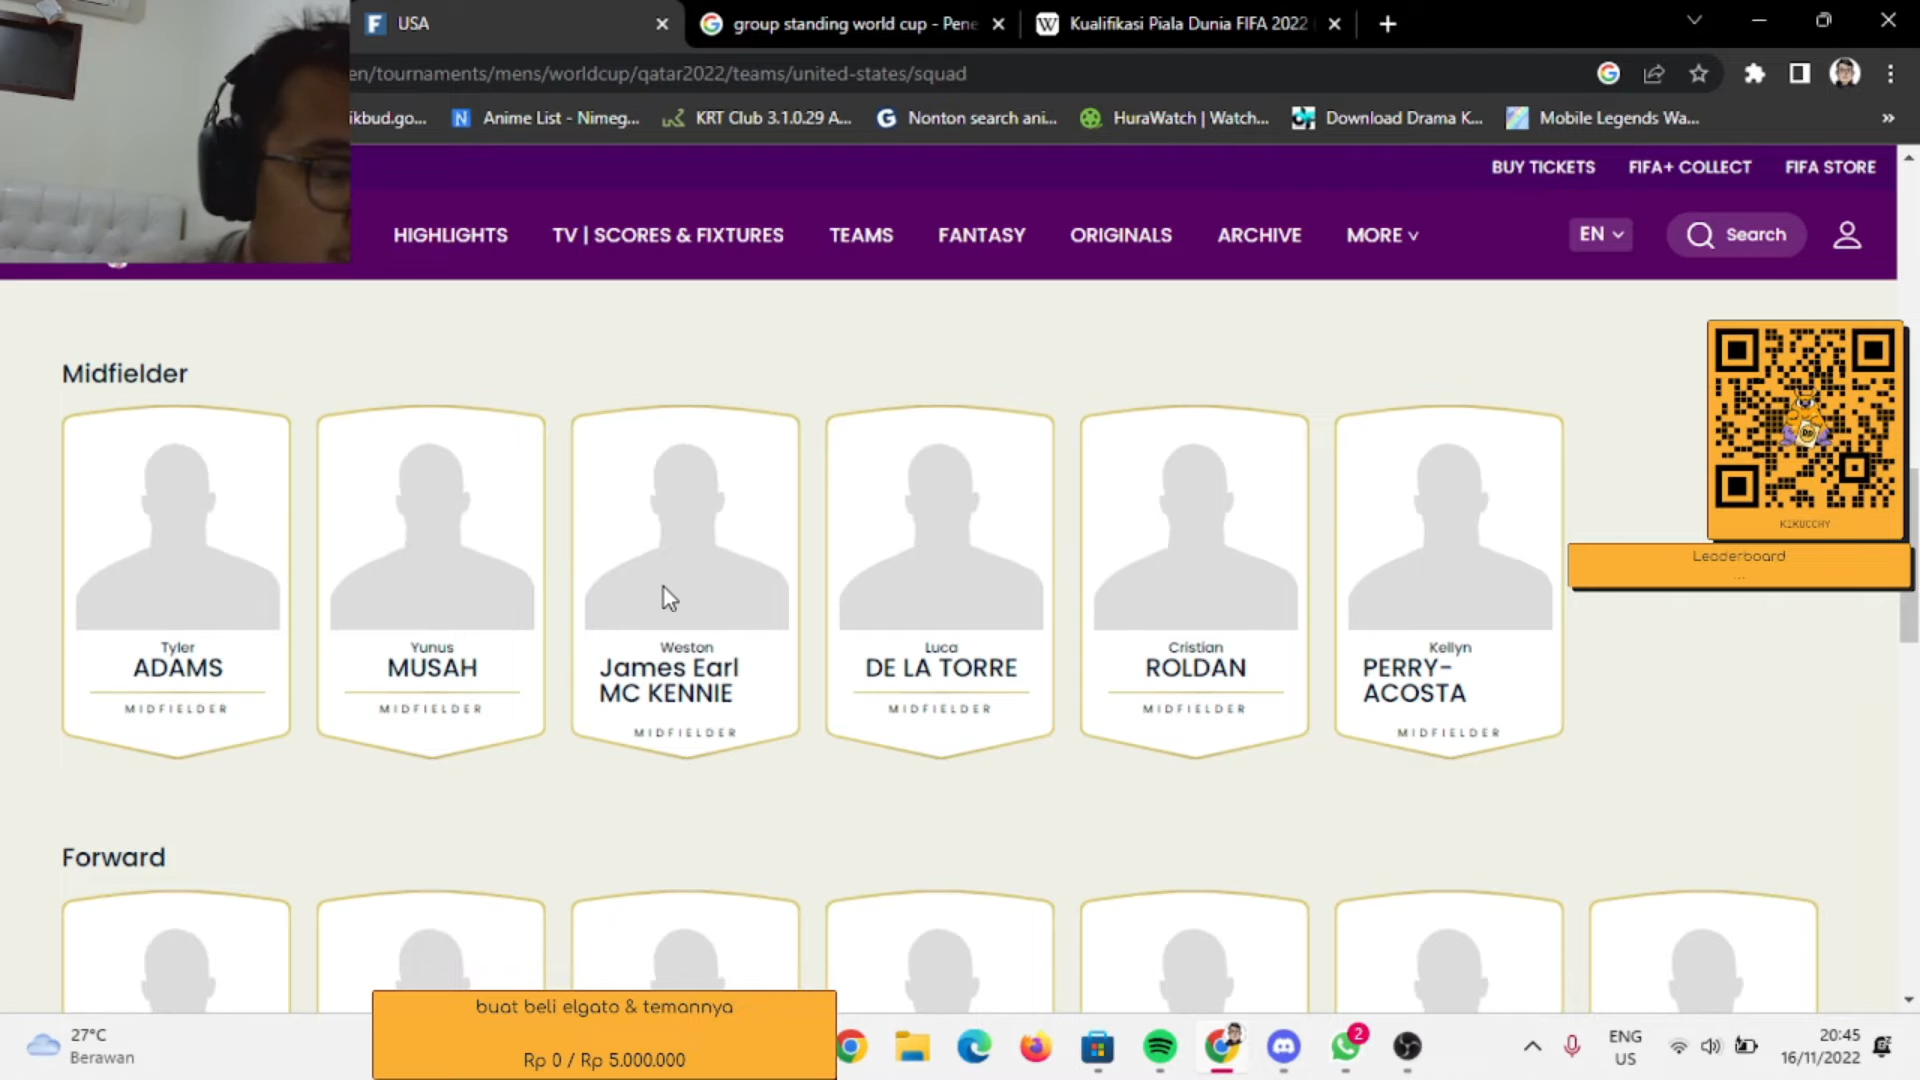 USA
group standing world cup - Pene
Kualifikasi Piala Dunia FIFA 2022
en/tournaments/mens/worldcup/qatar2022/teams/united-states/squad
ikbud.go...
Anime List - Nimeg...
KRT Club 3.1.0.29 A...
Nonton search ani...
HuraWatch | Watch...
Download Drama K...
Mobile Legends Wa...
BUY TICKETS
FIFA+ COLLECT
FIFA STORE
HIGHLIGHTS
TV | SCORES & FIXTURES
TEAMS
FANTASY
ORIGINALS
ARCHIVE
MORE
EN
Search
Midfielder
Tyler
ADAMS
MIDFIELDER
Yunus
MUSAH
MIDFIELDER
Weston
James Earl
MC KENNIE
MIDFIELDER
Luca
DE LA TORRE
MIDFIELDER
Cristian
ROLDAN
MIDFIELDER
Kellyn
PERRY-
ACOSTA
MIDFIELDER
KIKUCCHY
Leaderboard
...
Forward
buat beli elgato & temannya
Rp 0 / Rp 5.000.000
27°C
Berawan
2
ENG
US
20:45
16/11/2022